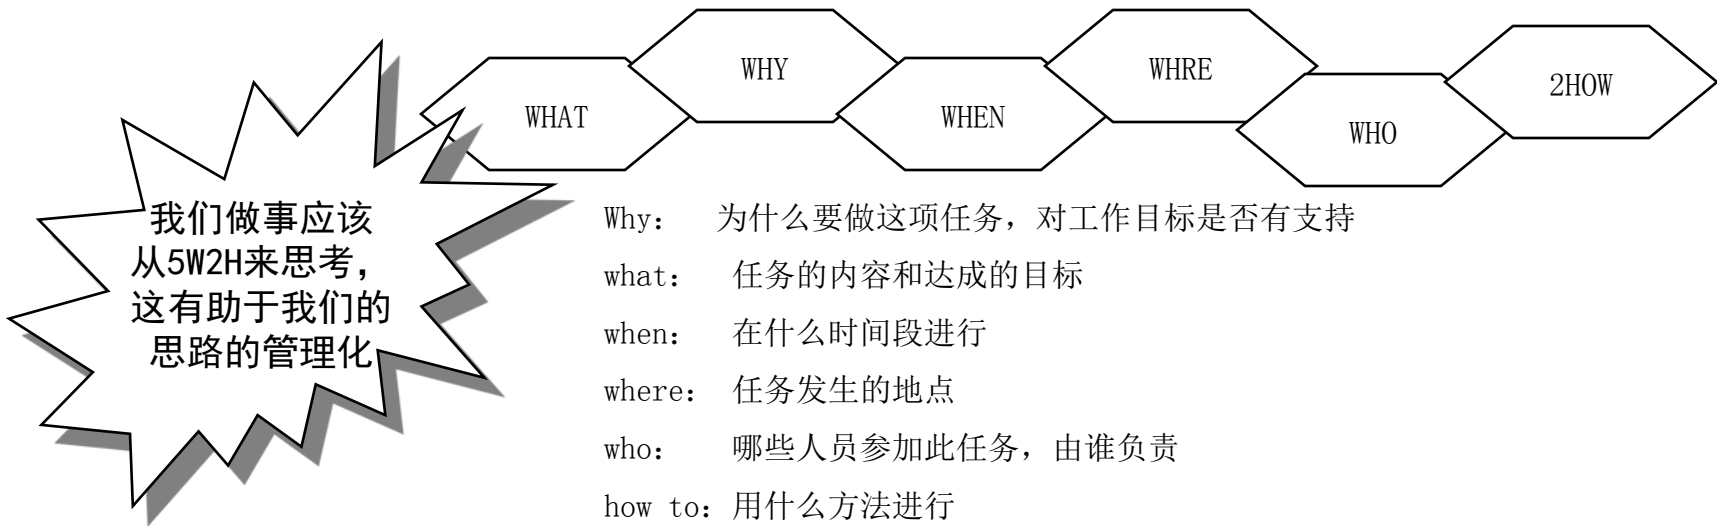 WHAT
WHY
WHEN
WHRE
WHO
2HOW
我们做事应该
从5W2H来思考，
这有助于我们的
思路的管理化
Why： 为什么要做这项任务，对工作目标是否有支持
what： 任务的内容和达成的目标
when： 在什么时间段进行
where： 任务发生的地点
who： 哪些人员参加此任务，由谁负责
how to：用什么方法进行